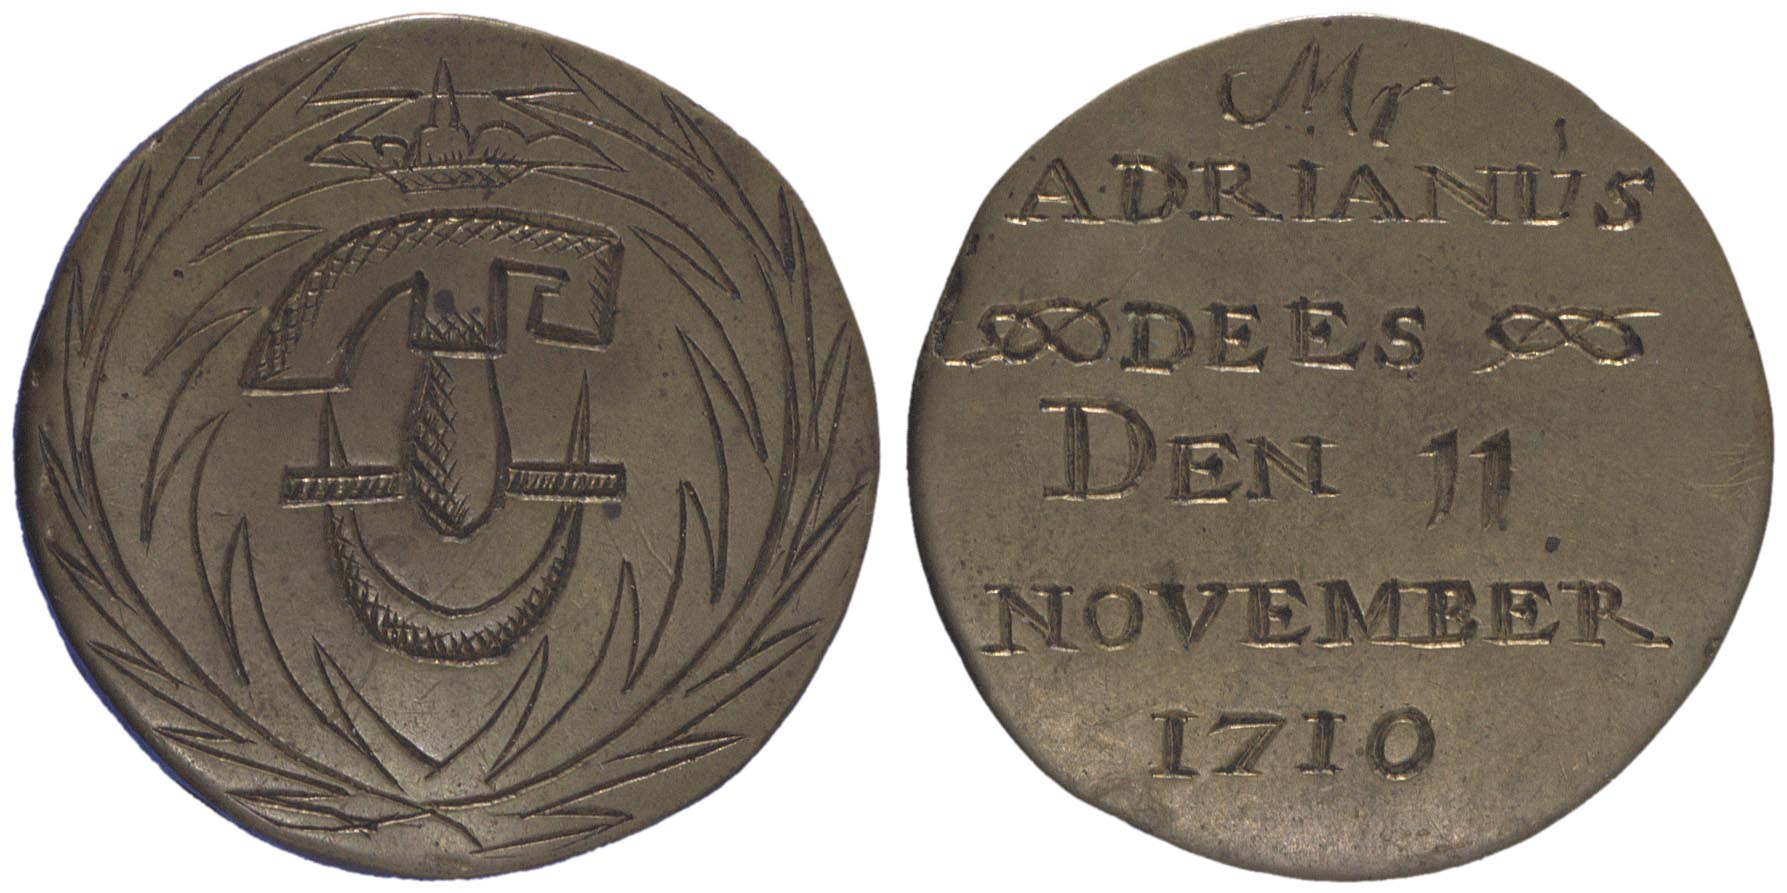 Mr
ADRIANUS
DEES
DEN 11
NOVEMBER
1710